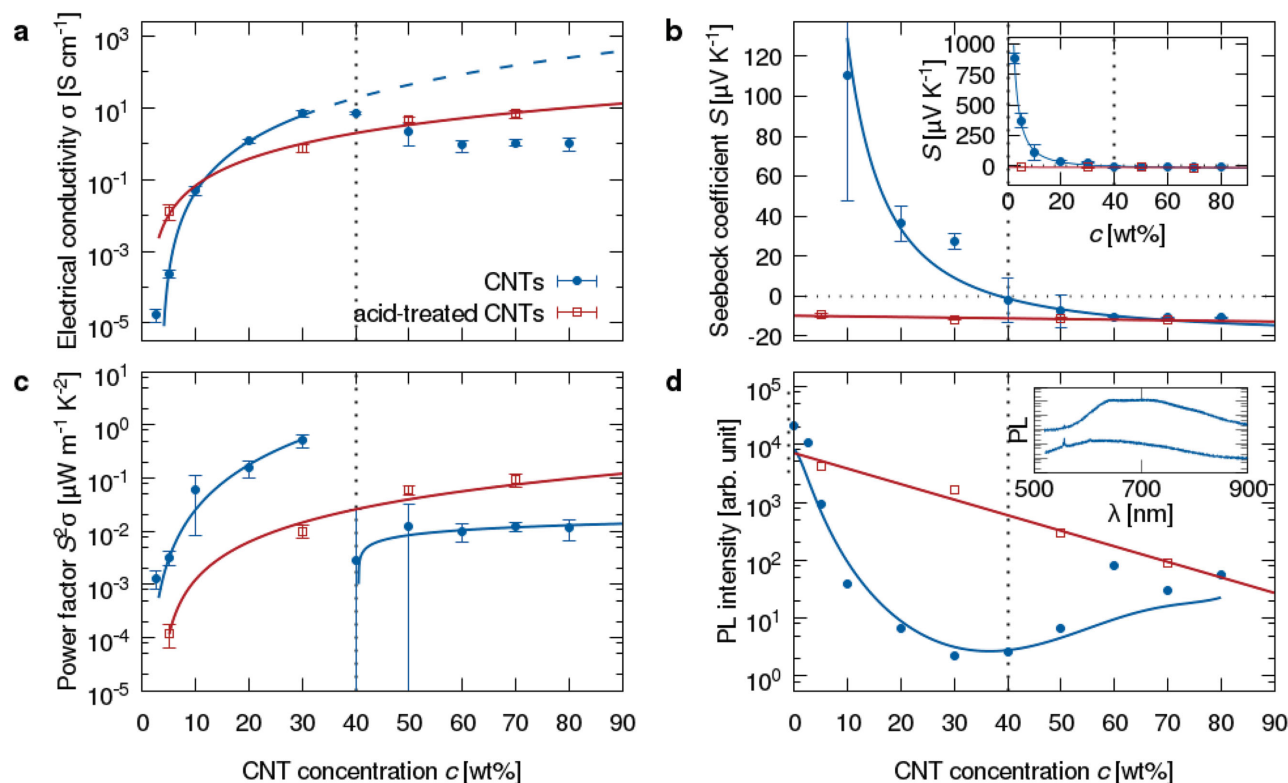 a
Electrical conductivity σ [S cm⁻¹]
10³
10¹
10⁻¹
10⁻³
10⁻⁵
CNTs
acid-treated CNTs
b
Seebeck coefficient S [µV K⁻¹]
120
100
80
60
40
20
0
-20
S [µV K⁻¹]
1000
750
500
250
0
0 20 40 60 80
c [wt%]
c
Power factor S²σ [µW m⁻¹ K⁻²]
10¹
10⁰
10⁻¹
10⁻²
10⁻³
10⁻⁴
10⁻⁵
0 10 20 30 40 50 60 70 80 90
CNT concentration c [wt%]
d
PL intensity [arb. unit]
10⁵
10⁴
10³
10²
10¹
10⁰
PL
500 700 900
λ [nm]
0 10 20 30 40 50 60 70 80 90
CNT concentration c [wt%]